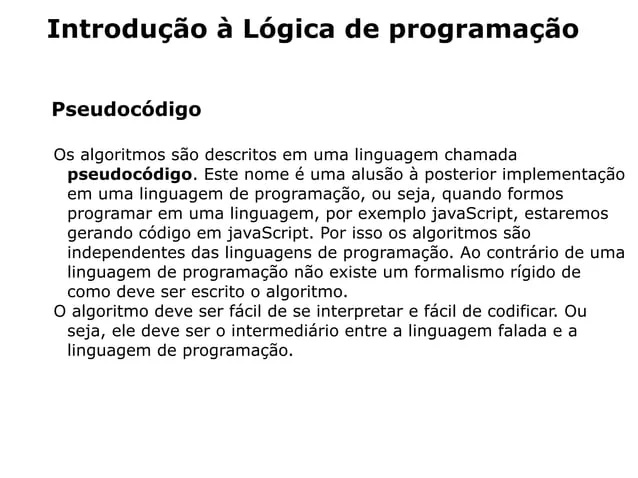 Introdução à Lógica de programação
Pseudocódigo
Os algoritmos são descritos em uma linguagem chamada
pseudocódigo. Este nome é uma alusão à posterior implementação
em uma linguagem de programação, ou seja, quando formos
programar em uma linguagem, por exemplo javaScript, estaremos
gerando código em javaScript. Por isso os algoritmos são
independentes das linguagens de programação. Ao contrário de uma
linguagem de programação não existe um formalismo rígido de
como deve ser escrito o algoritmo.
O algoritmo deve ser fácil de se interpretar e fácil de codificar. Ou
seja, ele deve ser o intermediário entre a linguagem falada e a
linguagem de programação.